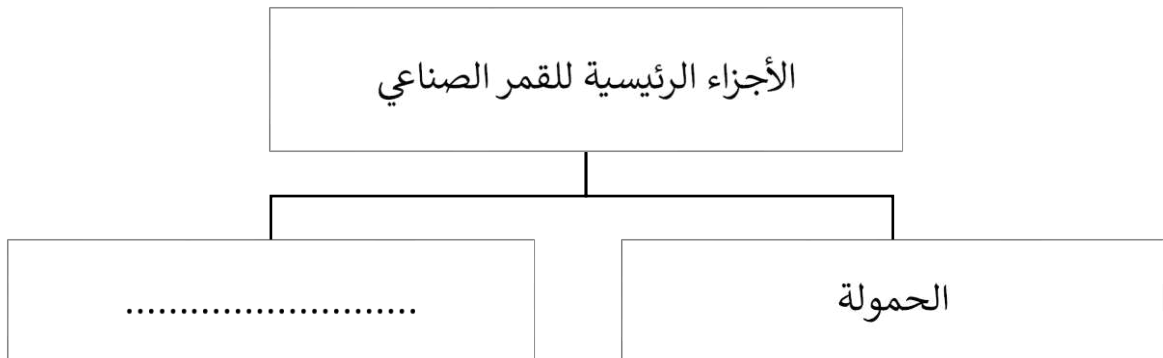 الأجزاء الرئيسية للقمر الصناعي
الحمولة
...........................